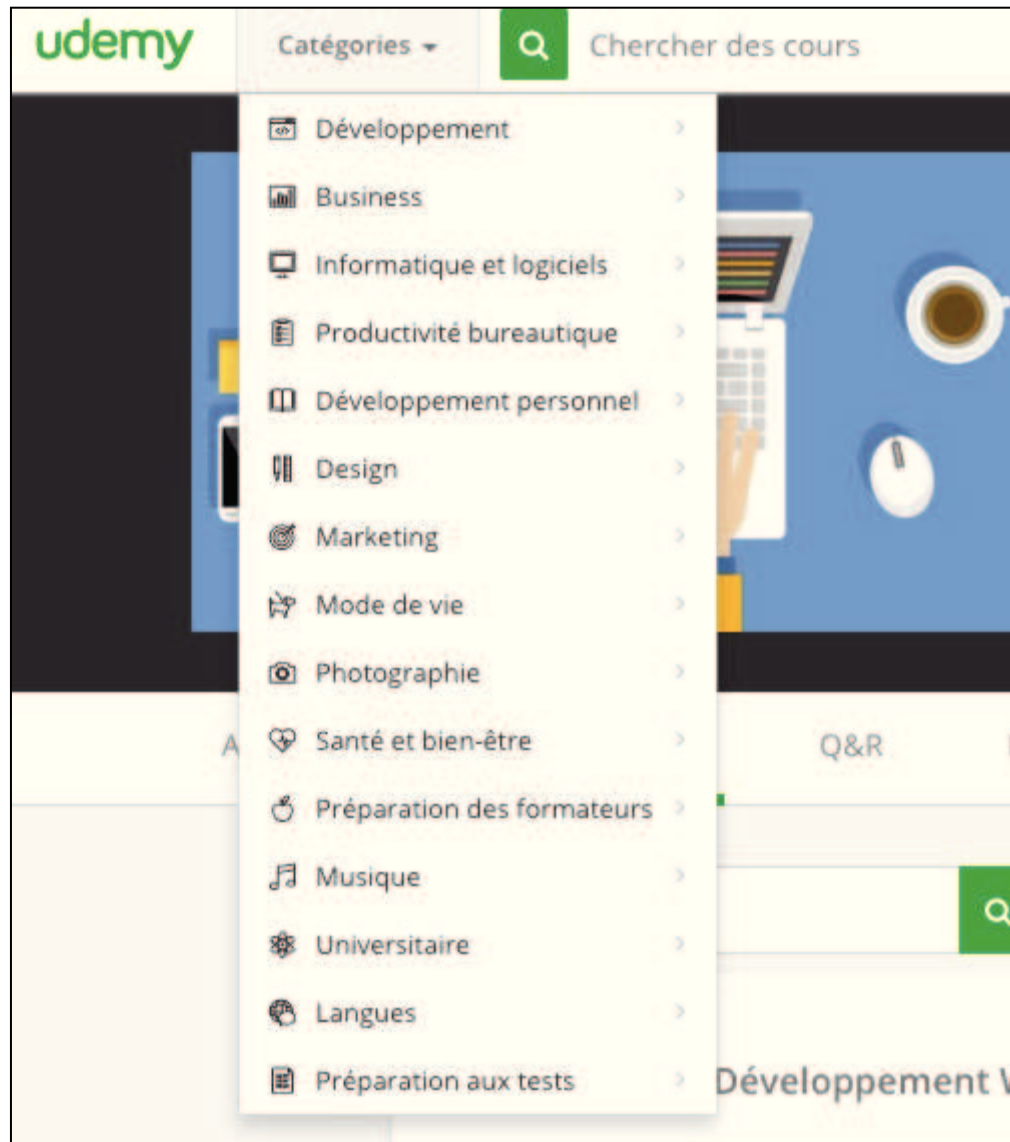 udemy
Catégories
Chercher des cours
Développement
Business
Informatique et logiciels
Productivité bureautique
Développement personnel
Design
Marketing
Mode de vie
Photographie
Santé et bien-être
Q&R
Préparation des formateurs
Musique
Universitaire
Langues
Préparation aux tests
Développement